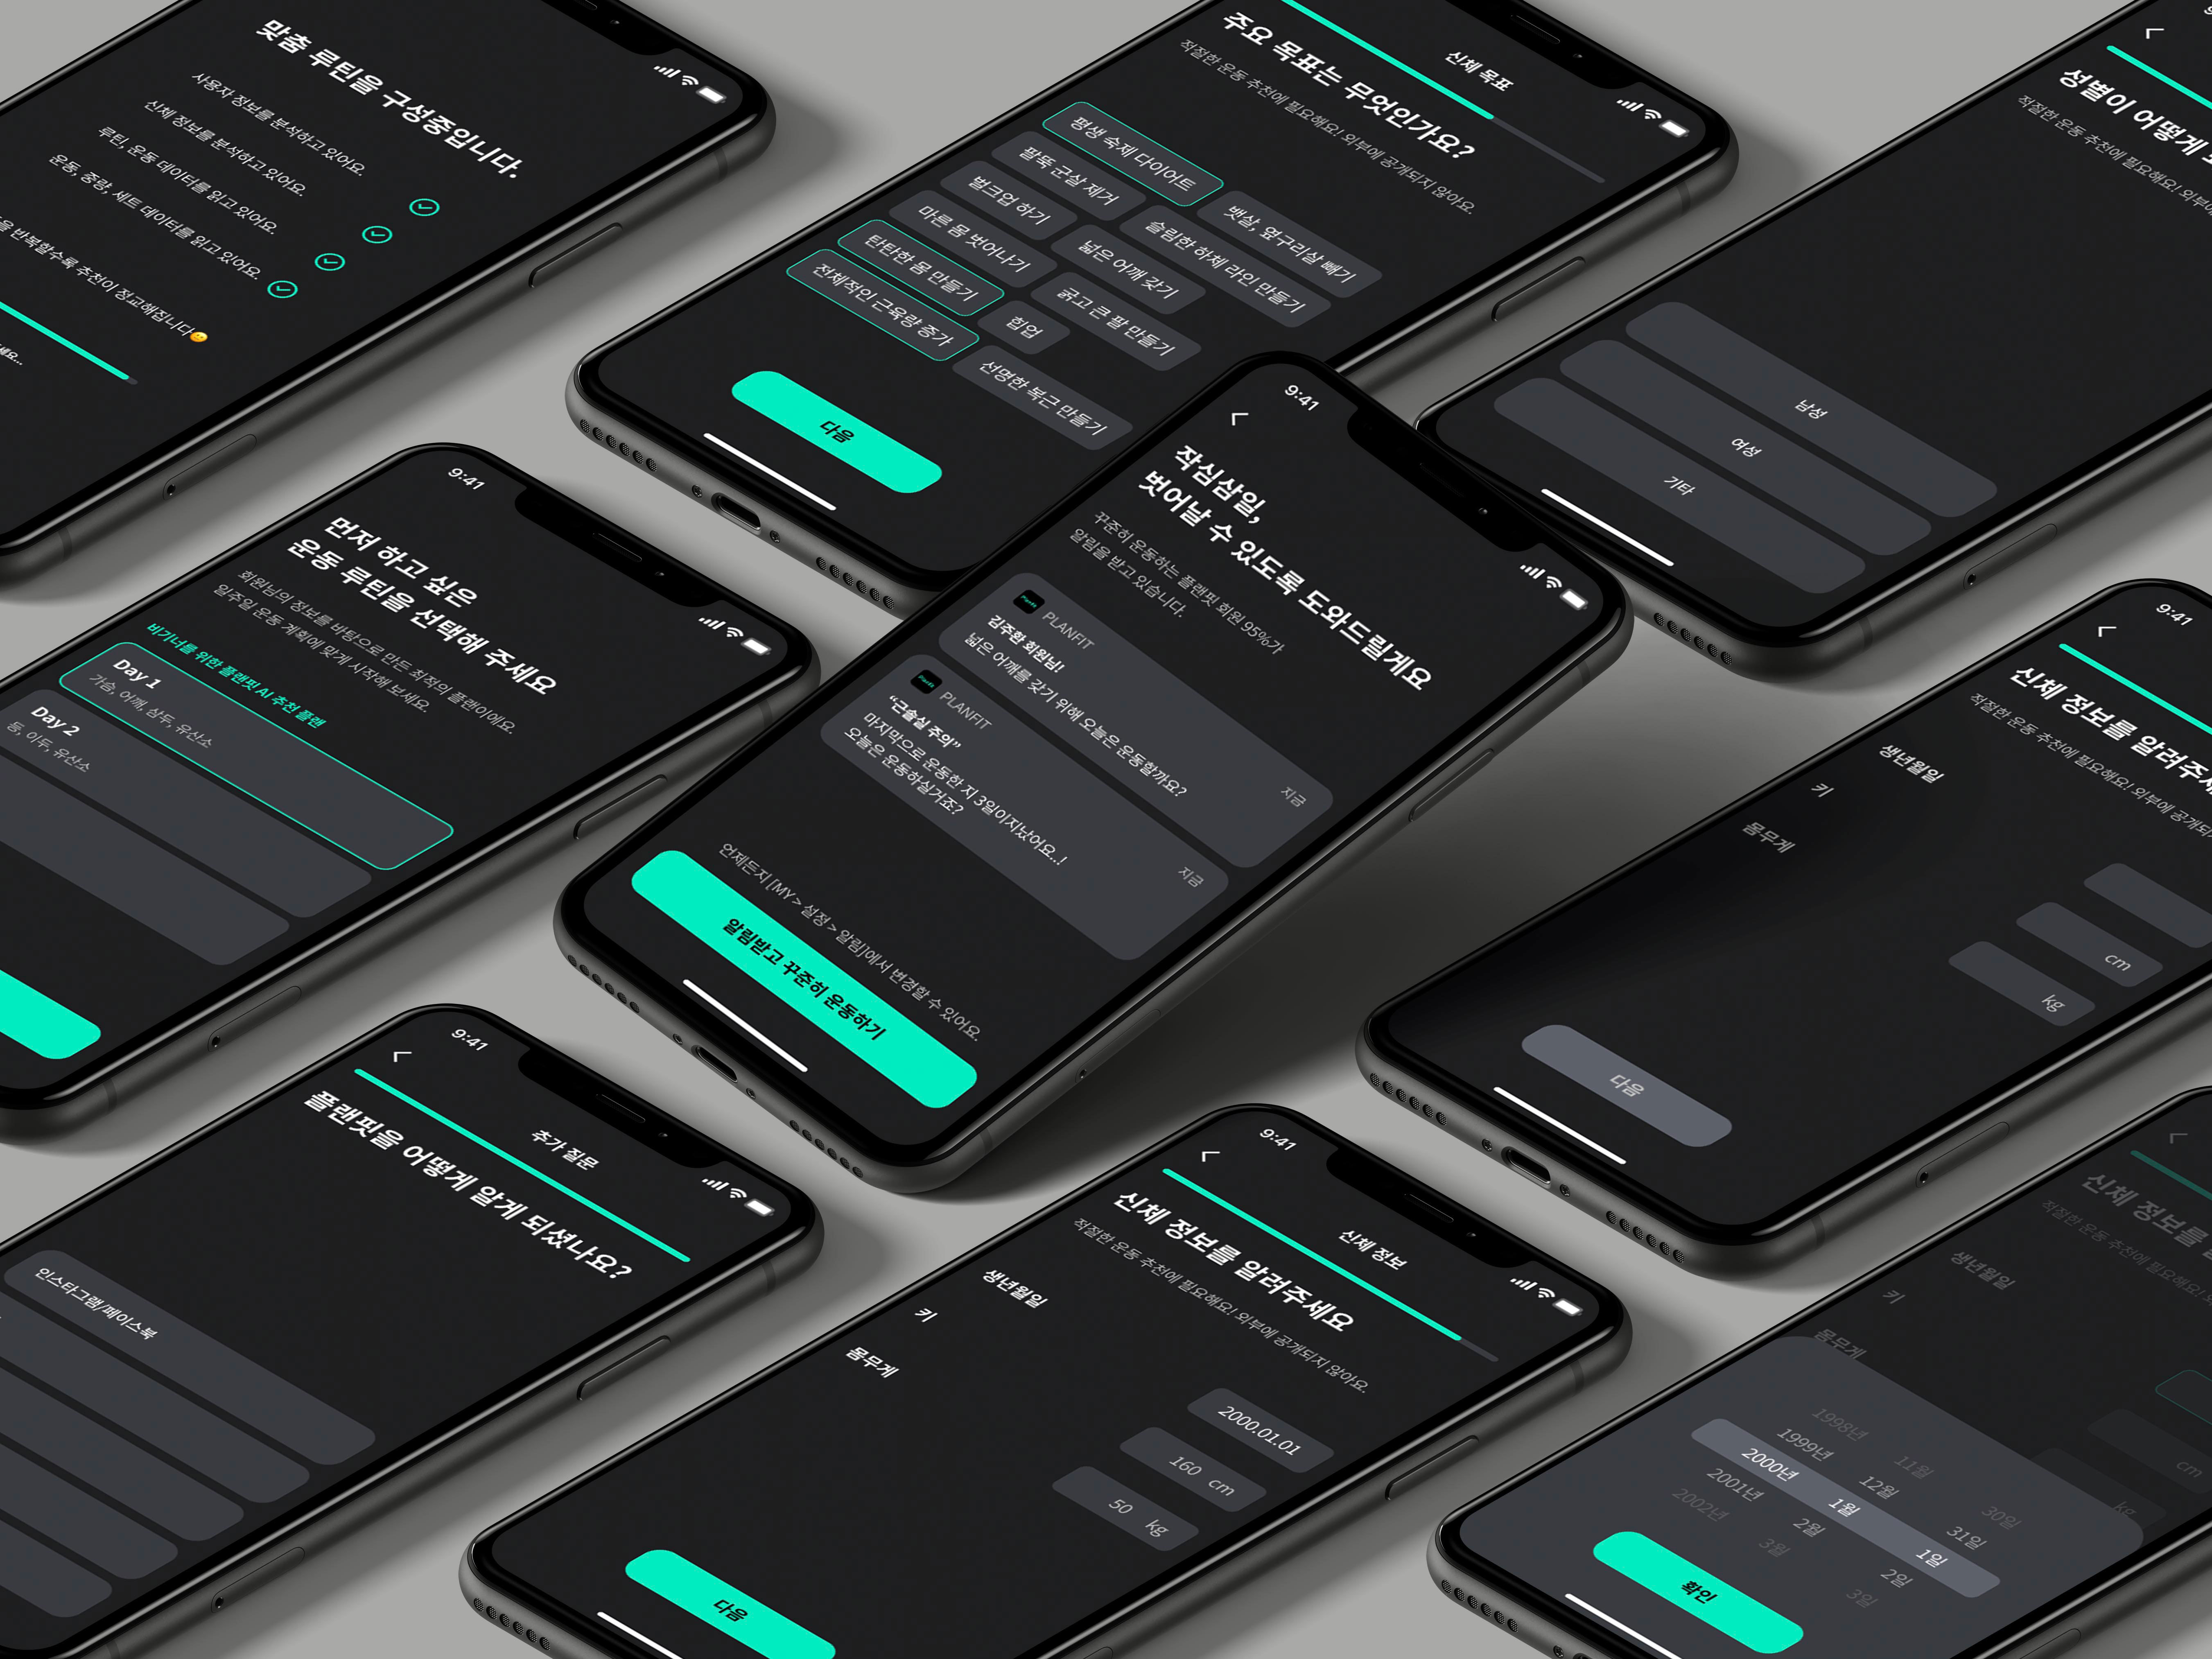 맞춤 루틴을 구성중입니다.
사용자 정보를 분석하고 있어요.
신체 정보를 분석하고 있어요.
루틴, 운동 데이터를 읽고 있어요.
운동, 중량, 세트 데이터를 읽고 있어요.
반복할수록 추천이 정교해집니다
신체 목표
주요 목표는 무엇인가요?
적절한 운동 추천에 필요해요! 외부에 공개되지 않아요.
평생 숙제 다이어트
뱃살, 옆구리살 빼기
팔뚝 군살 제거
슬림한 하체 라인 만들기
벌크업 하기
넓은 어깨 갖기
마른 몸 벗어나기
굵고 큰 팔 만들기
탄탄한 몸 만들기
힙업
전체적인 근육량 증가
선명한 복근 만들기
다음
성별이 어떻게
적절한 운동 추천에 필요해요! 외부에
남성
여성
기타
9:41
먼저 하고 싶은
운동 루틴을 선택해 주세요
회원님의 정보를 바탕으로 만든 최적의 플랜이에요.
일주일 운동 계획에 맞게 시작해 보세요.
비기너를 위한 플랜핏 AI 추천 플랜
Day 1
가슴, 어깨, 삼두, 유산소
Day 2
등, 이두, 유산소
9:41
작심삼일,
벗어날 수 있도록 도와드릴게요
꾸준히 운동하는 플랜핏 회원 95%가
알림을 받고 있습니다.
PLANFIT
지금
김주환 회원님!
넓은 어깨를 갖기 위해 오늘은 운동할까요?
PLANFIT
지금
“근손실 주의”
마지막으로 운동한 지 3일이지났어요..!
오늘은 운동하실거죠?
언제든지 [MY > 설정 > 알림]에서 변경할 수 있어요.
알림받고 꾸준히 운동하기
9:41
신체 정보를 알려주세
적절한 운동 추천에 필요해요! 외부에 공개되
생년월일
키
cm
몸무게
kg
다음
9:41
추가 질문
플랜핏을 어떻게 알게 되셨나요?
인스타그램/페이스북
9:41
신체 정보
신체 정보를 알려주세요
적절한 운동 추천에 필요해요! 외부에 공개되지 않아요.
생년월일
2000.01.01
키
160 cm
몸무게
50 kg
다음
신체 정보를
적절한 운동 추천에 필요해요!
생년월일
키
cm
몸무게
kg
1998년
1999년 11월
2000년 12월 30일
2001년 1월 31일
2002년 2월 1일
3월 2일
3일
확인